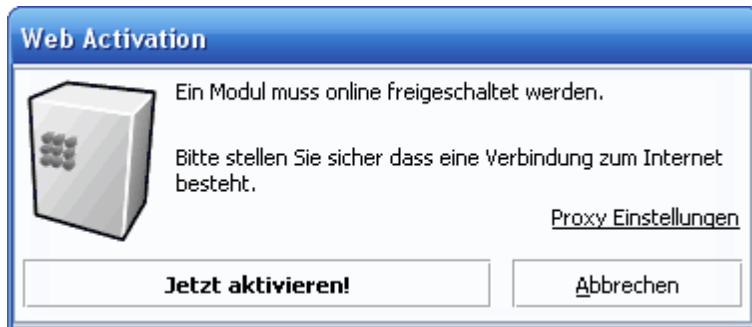 Web Activation
Ein Modul muss online freigeschaltet werden.
Bitte stellen Sie sicher dass eine Verbindung zum Internet
besteht.
Proxy Einstellungen
Jetzt aktivieren!
Abbrechen